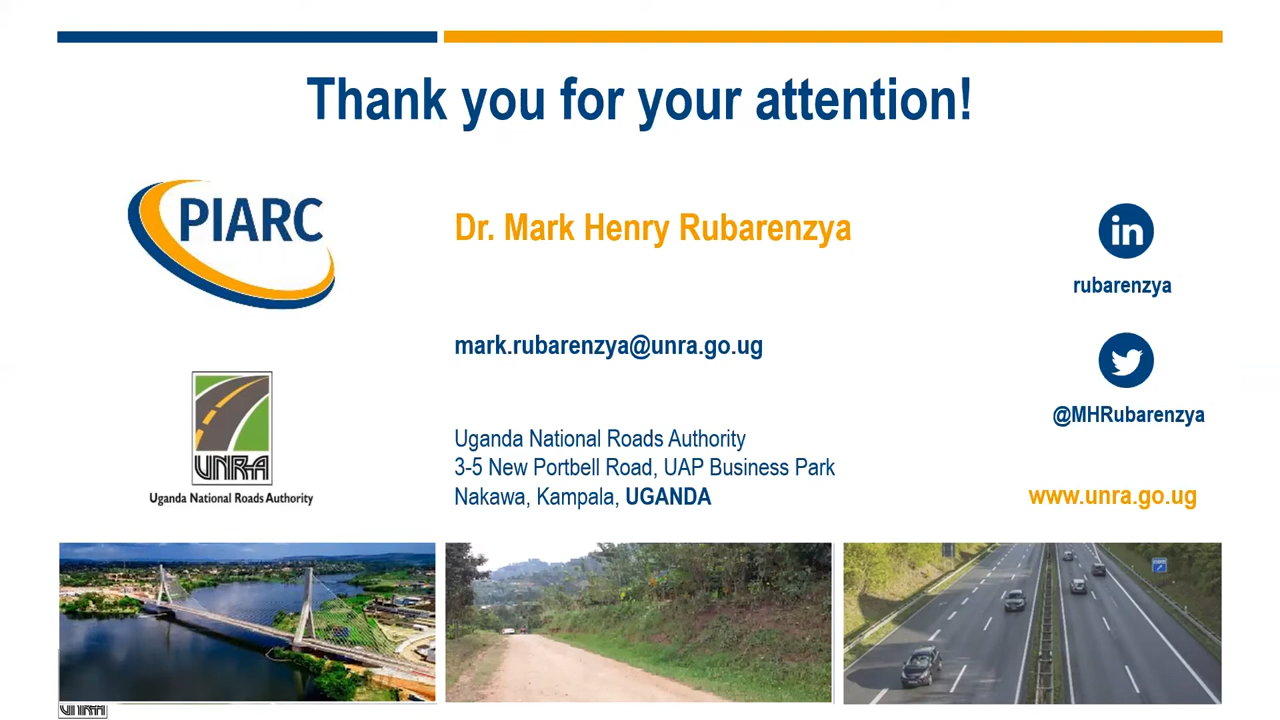 Thank you for your attention!
PIARC
Dr. Mark Henry Rubarenzya
mark.rubarenzya@unra.go.ug
UNRA
Uganda National Roads Authority
Uganda National Roads Authority
3-5 New Portbell Road, UAP Business Park
Nakawa, Kampala, UGANDA
in
rubarenzya
@MHRubarenzya
www.unra.go.ug
UNRA